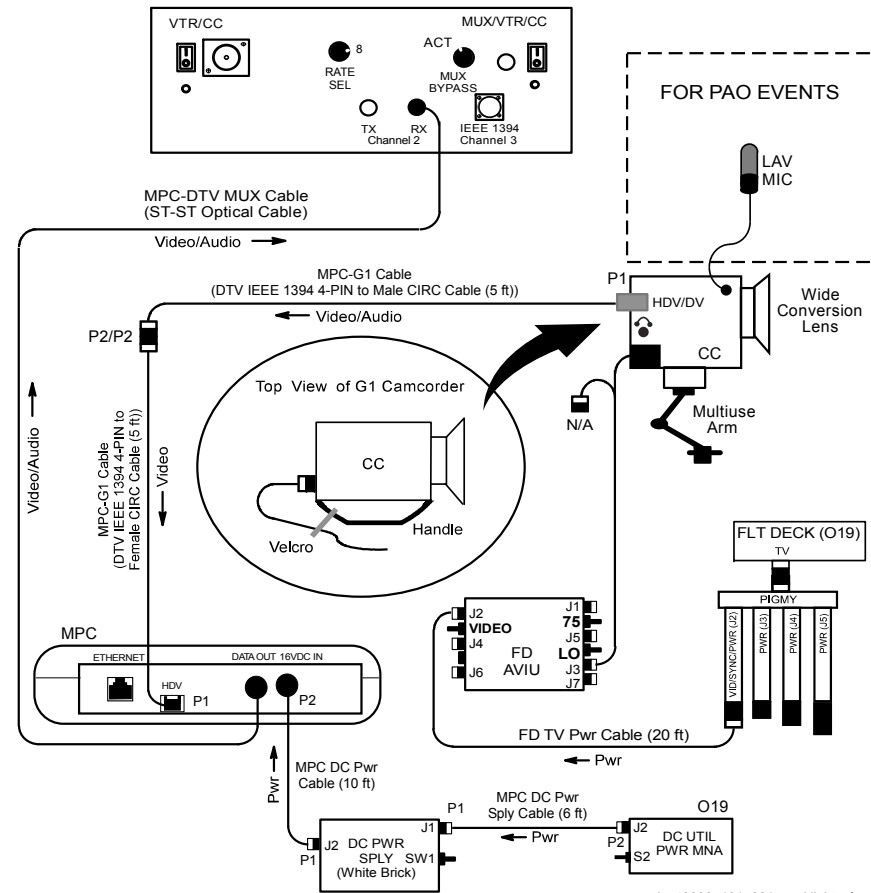 VTR/CC
MUX/VTR/CC
8
RATE
SEL
ACT
MUX
BYPASS
TX
RX
Channel 2
IEEE 1394
Channel 3
FOR PAO EVENTS
LAV
MIC
MPC-DTV MUX Cable
(ST-ST Optical Cable)
Video/Audio
MPC-G1 Cable
(DTV IEEE 1394 4-PIN to Male CIRC Cable (5 ft))
Video/Audio
P1
HDV/DV
CC
Wide
Conversion
Lens
P2/P2
N/A
Multiuse
Arm
Top View of G1 Camcorder
CC
Handle
Velcro
Video/Audio
MPC-G1 Cable
(DTV IEEE 1394 4-PIN to
Female CIRC Cable (5 ft))
Video
FLT DECK (O19)
TV
PIGMY
VID/SYNC/PWR (J2)
PWR (J3)
PWR (J4)
PWR (J5)
J2
VIDEO
J4
J6
FD
AVIU
J1
75
J5
LO
J3
J7
MPC
ETHERNET
HDV
P1
DATA OUT
16VDC IN
P2
FD TV Pwr Cable (20 ft)
Pwr
MPC DC Pwr
Cable (10 ft)
Pwr
P1
MPC DC Pwr
Sply Cable (6 ft)
Pwr
O19
J1
J2
P1
DC PWR
SPLY
SW1
(White Brick)
P2
J2
S2
DC UTIL
PWR MNA